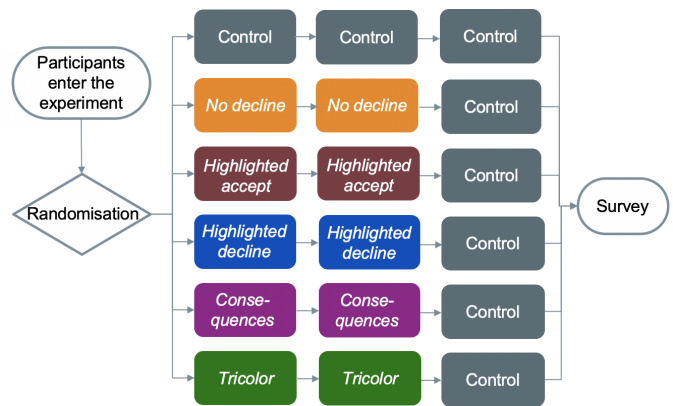 Participants
enter the
experiment
Randomisation
Control
Control
Control
No decline
No decline
Control
Highlighted
accept
Highlighted
accept
Control
Highlighted
decline
Highlighted
decline
Control
Conse-
quences
Conse-
quences
Control
Tricolor
Tricolor
Control
Survey